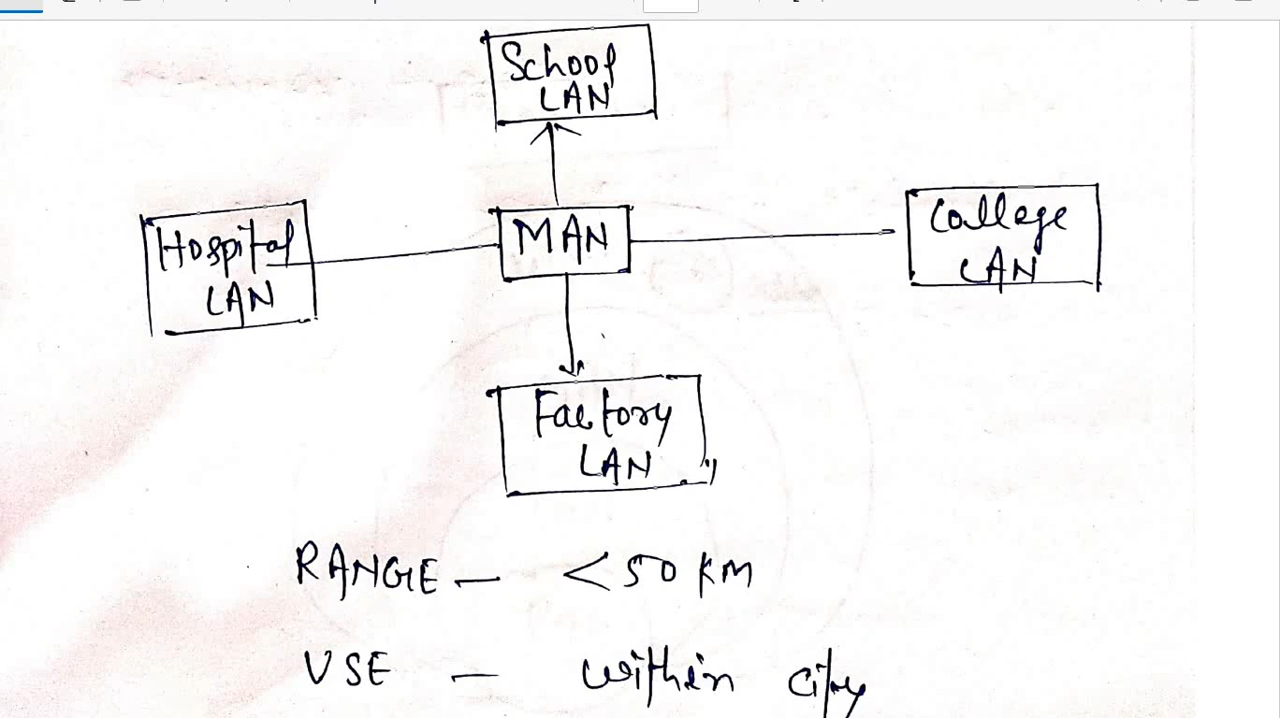 School
LAN
Hospital
LAN
MAN
College
LAN
Factory
LAN
RANGE — < 50 KM
USE — within city